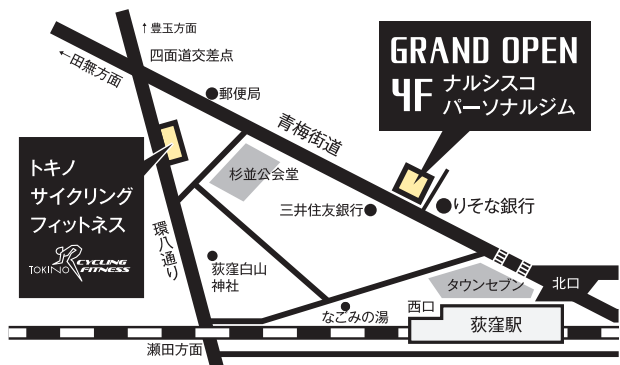 ↑豊玉方面
四面道交差点
←田無方面
郵便局
青梅街道
GRAND OPEN
4F ナルシスコ
パーソナルジム
トキノ
サイクリング
フィットネス
TOKINO CYCLING
FITNESS
杉並公会堂
三井住友銀行
りそな銀行
環八通り
荻窪白山
神社
なごみの湯
タウンセブン
北口
西口
荻窪駅
瀬田方面